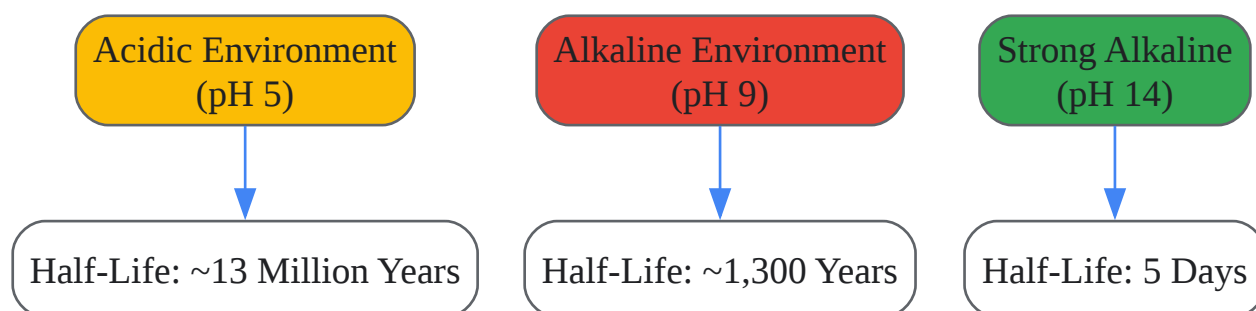 Acidic Environment
(pH 5)
Alkaline Environment
(pH 9)
Strong Alkaline
(pH 14)
Half-Life: ~13 Million Years
Half-Life: ~1,300 Years
Half-Life: 5 Days